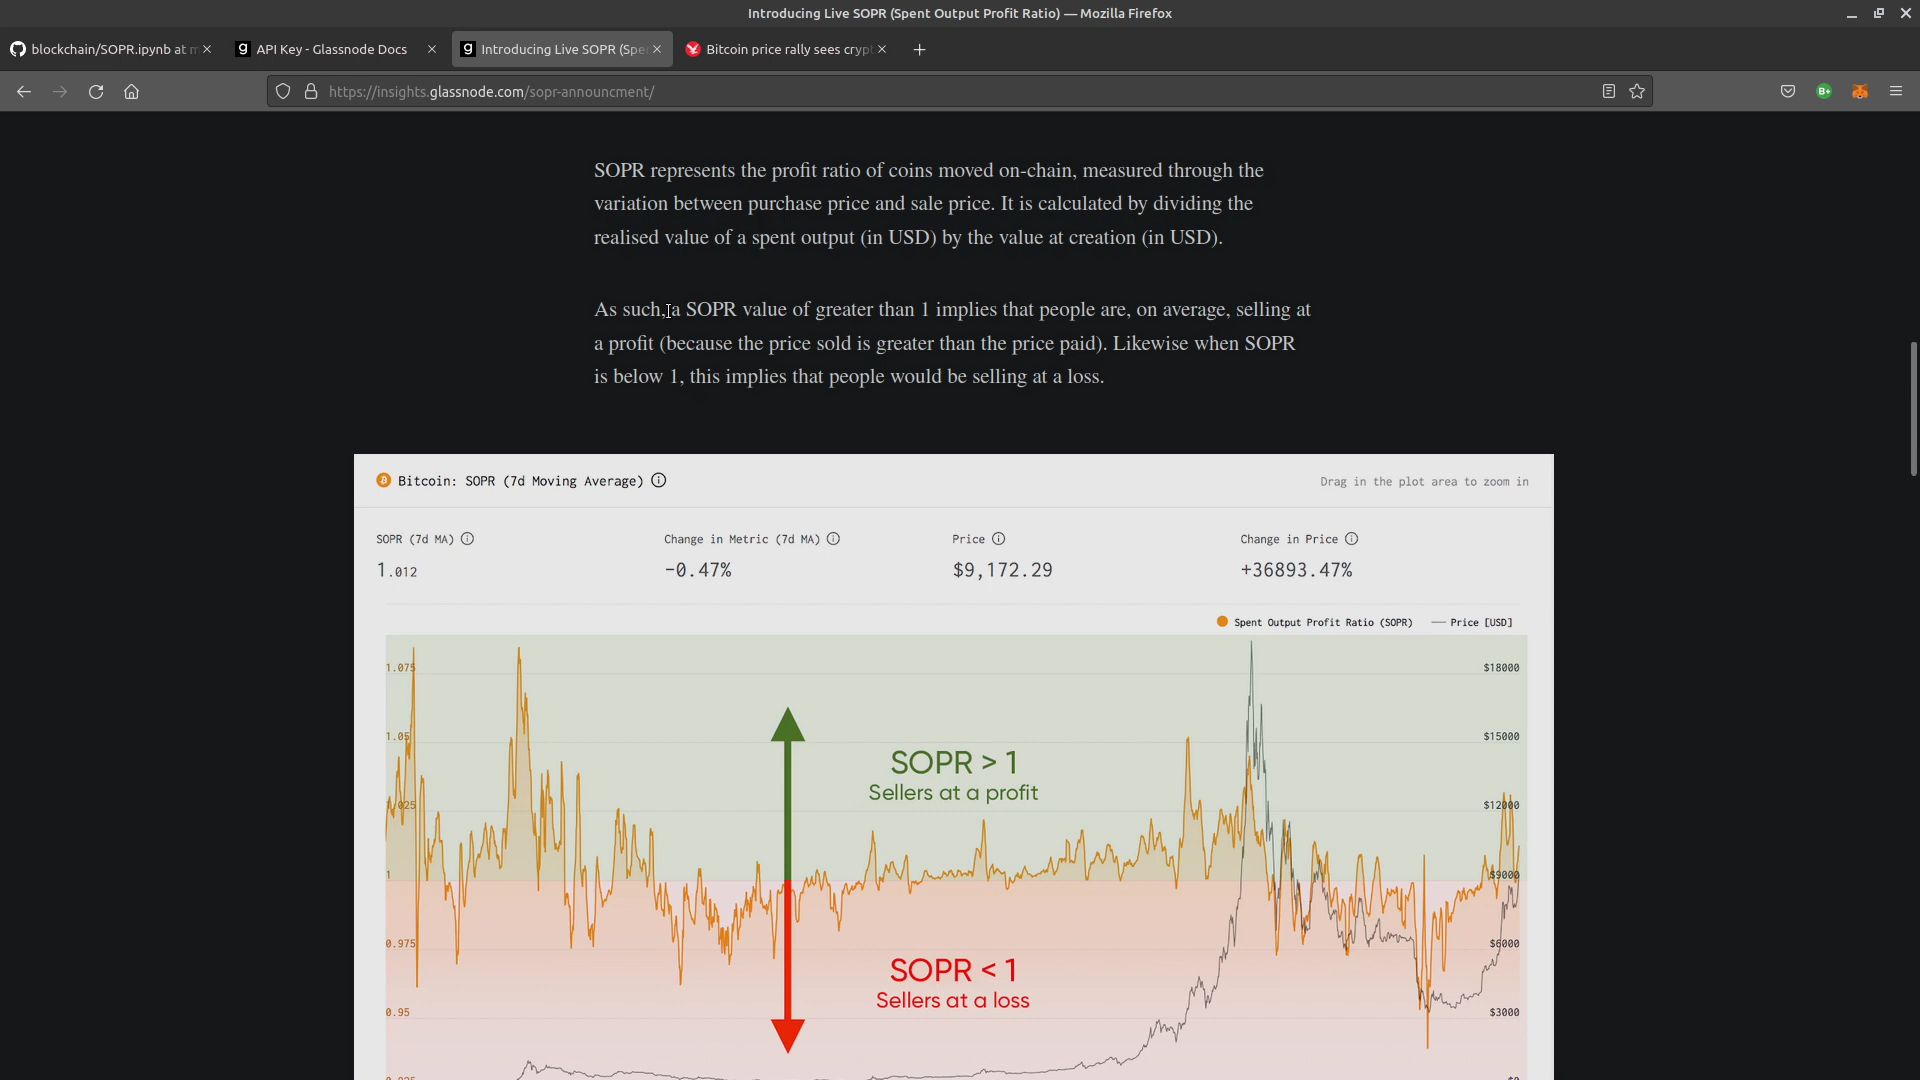 Introducing Live SOPR (Spent Output Profit Ratio) — Mozilla Firefox
blockchain/SOPR.ipynb at m
API Key - Glassnode Docs
Introducing Live SOPR (Spe
Bitcoin price rally sees cryp
https://insights.glassnode.com/sopr-announcment/
SOPR represents the profit ratio of coins moved on-chain, measured through the
variation between purchase price and sale price. It is calculated by dividing the
realised value of a spent output (in USD) by the value at creation (in USD).
As such, a SOPR value of greater than 1 implies that people are, on average, selling at
a profit (because the price sold is greater than the price paid). Likewise when SOPR
is below 1, this implies that people would be selling at a loss.
Bitcoin: SOPR (7d Moving Average)
Drag in the plot area to zoom in
SOPR (7d MA)
Change in Metric (7d MA)
Price
Change in Price
1.012
-0.47%
$9,172.29
+36893.47%
Spent Output Profit Ratio (SOPR)
Price [USD]
1.075
$18000
1.05
$15000
SOPR > 1
Sellers at a profit
1.025
$12000
1
$9000
0.975
$6000
SOPR < 1
Sellers at a loss
0.95
$3000